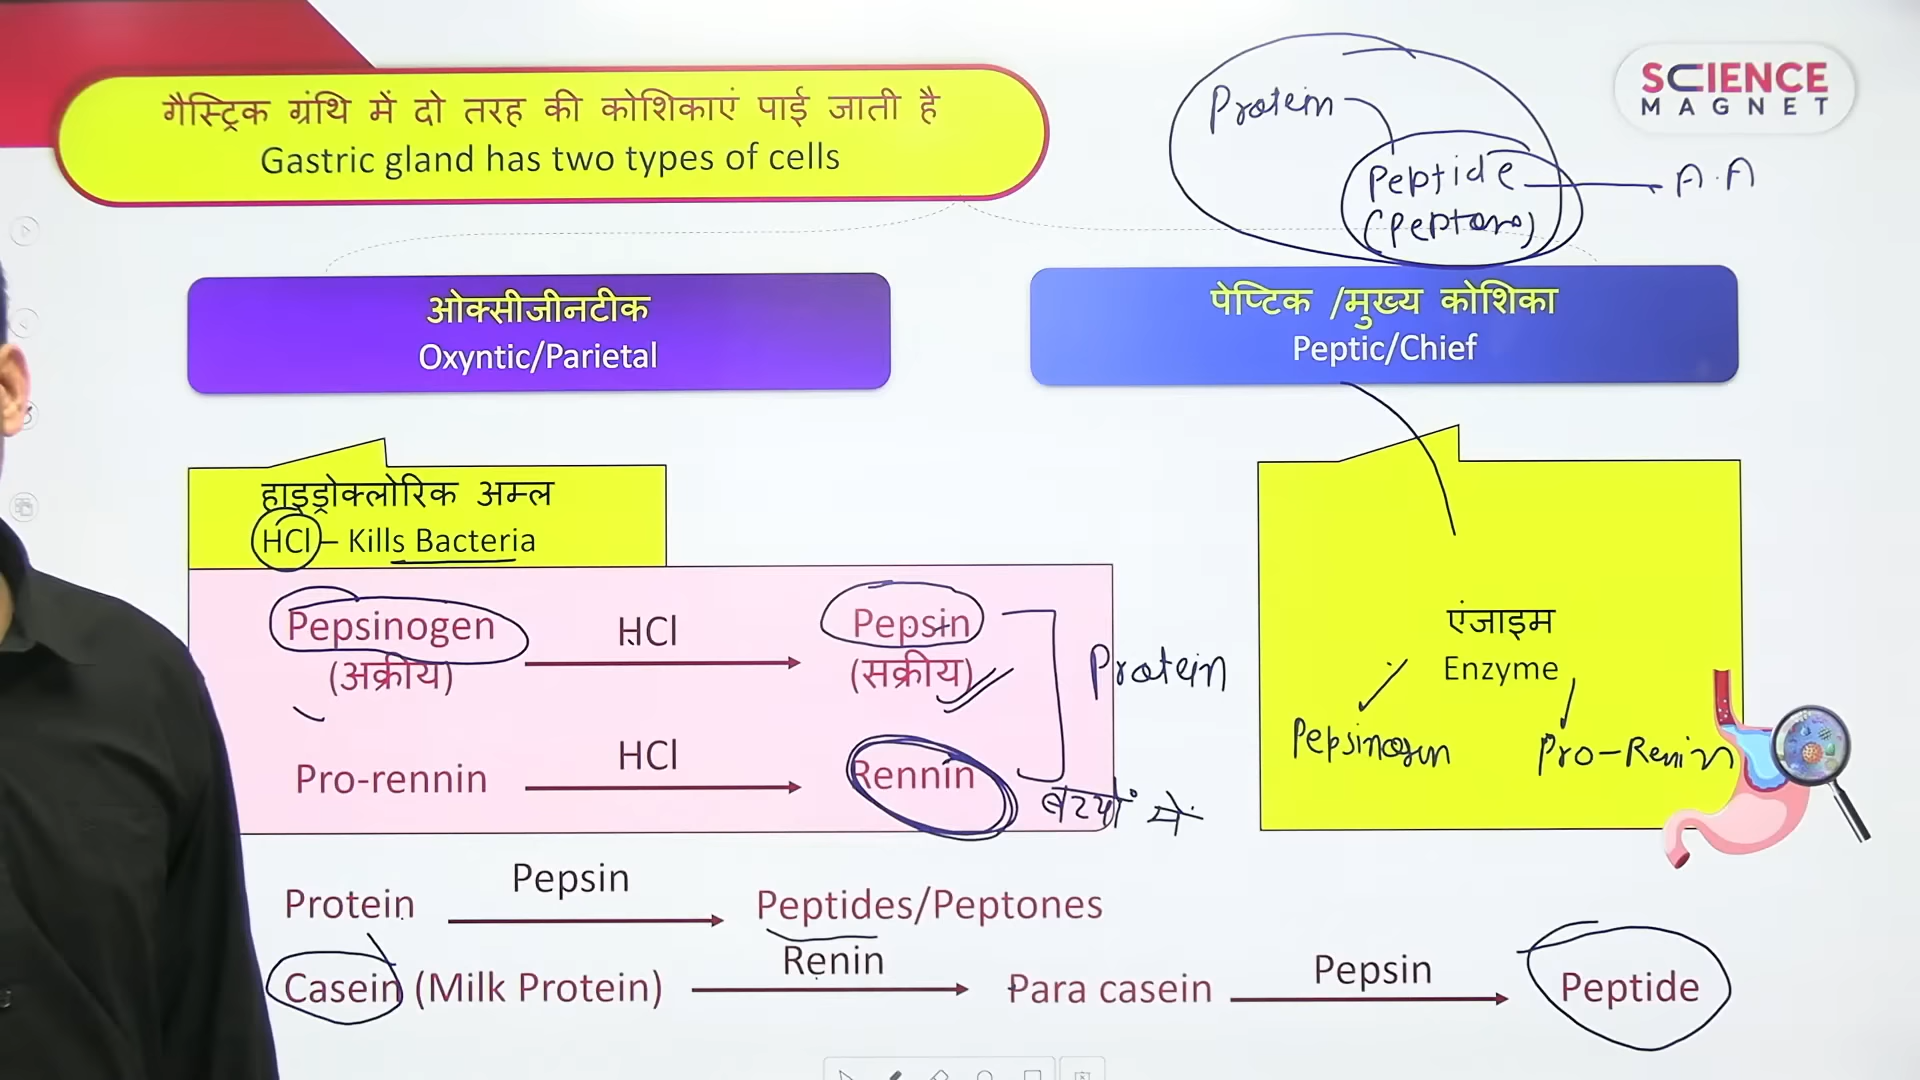 गैस्ट्रिक ग्रंथि में दो तरह की कोशिकाएं पाई जाती है
Gastric gland has two types of cells
SCIENCE
MAGNET
Protein
Peptide
A.A
ओक्सीजीनटीक
Oxyntic/Parietal
पेप्टिक /मुख्य कोशिका
Peptic/Chief
हाइड्रोक्लोरिक अम्ल
HCl – Kills Bacteria
Pepsinogen
HCl
Pepsin
(अक्रीय)
(सक्रीय)
Protein
Pro-rennin
HCl
Rennin
एंजाइम
Enzyme
Pro-Renin
Protein
Pepsin
Peptides/Peptones
Casein (Milk Protein)
Renin
Para casein
Pepsin
Peptide